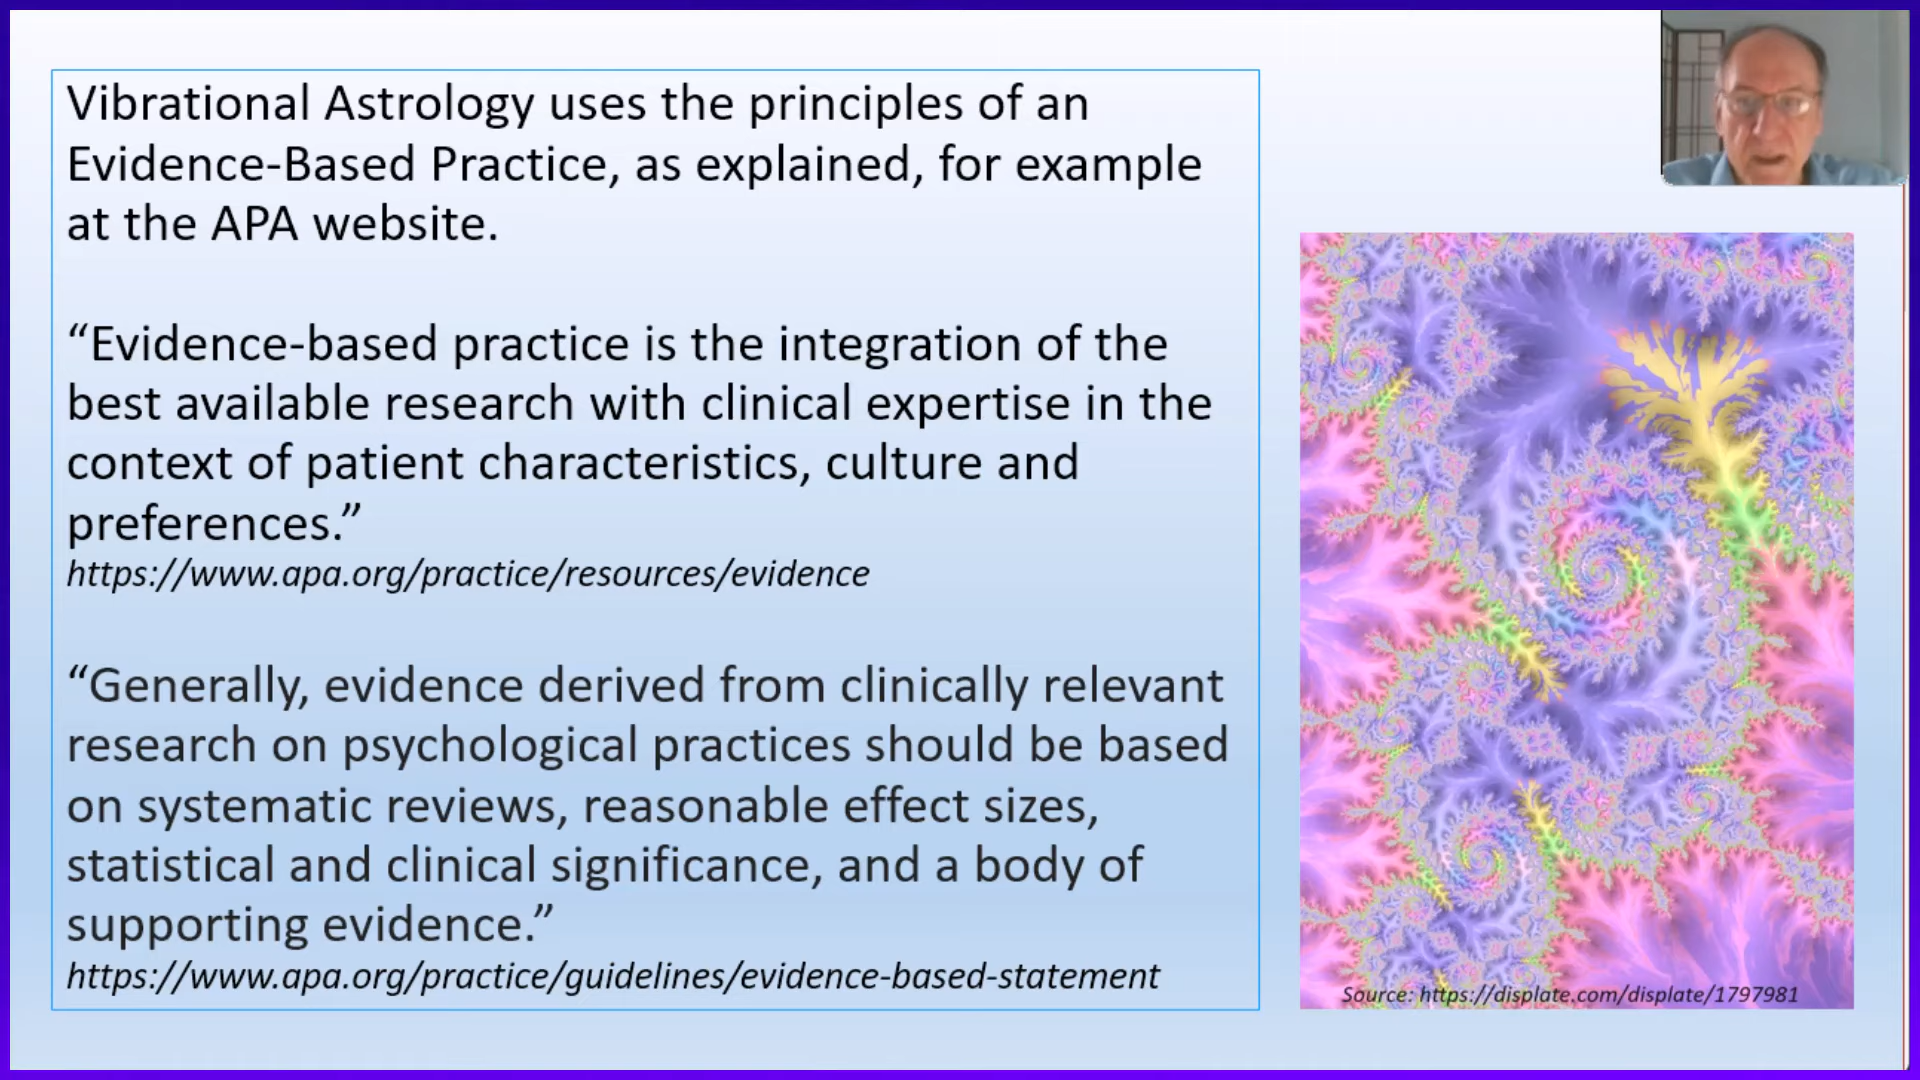 Vibrational Astrology uses the principles of an
Evidence-Based Practice, as explained, for example
at the APA website.
“Evidence-based practice is the integration of the
best available research with clinical expertise in the
context of patient characteristics, culture and
preferences.”
https://www.apa.org/practice/resources/evidence
“Generally, evidence derived from clinically relevant
research on psychological practices should be based
on systematic reviews, reasonable effect sizes,
statistical and clinical significance, and a body of
supporting evidence.”
https://www.apa.org/practice/guidelines/evidence-based-statement
Source: https://displate.com/displate/1797981